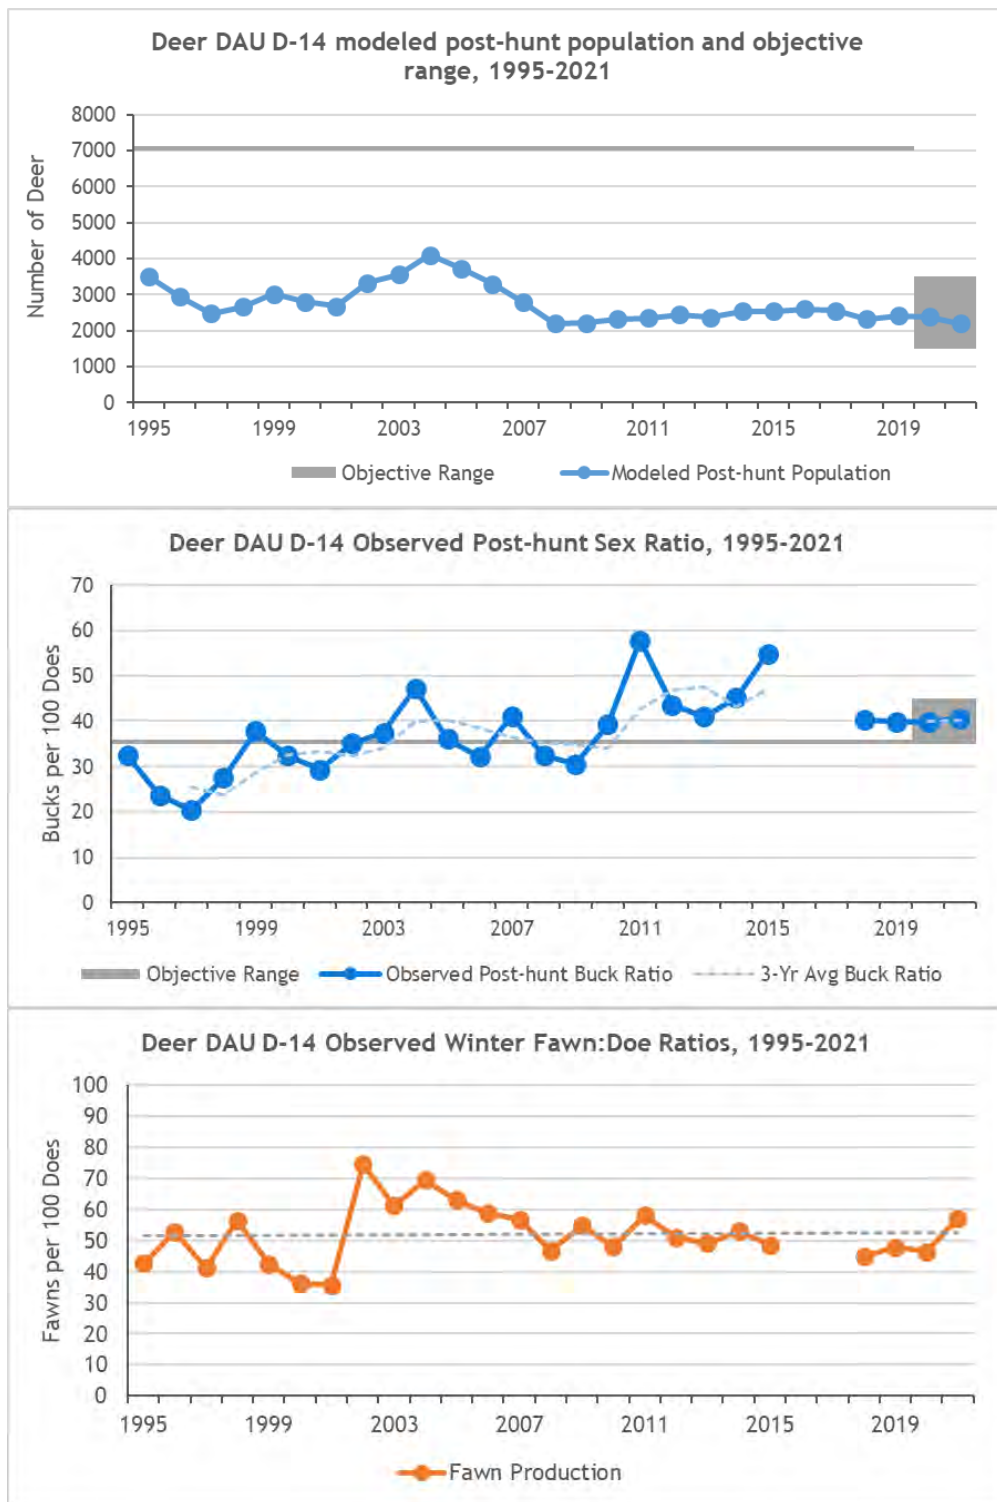 Deer DAU D-14 modeled post-hunt population and objective
range, 1995-2021
Number of Deer
8000
7000
6000
5000
4000
3000
2000
1000
0
1995 1999 2003 2007 2011 2015 2019
Objective Range Modeled Post-hunt Population
Deer DAU D-14 Observed Post-hunt Sex Ratio, 1995-2021
Bucks per 100 Does
70
60
50
40
30
20
10
0
1995 1999 2003 2007 2011 2015 2019
Objective Range Observed Post-hunt Buck Ratio 3-Yr Avg Buck Ratio
Deer DAU D-14 Observed Winter Fawn:Doe Ratios, 1995-2021
Fawns per 100 Does
100
90
80
70
60
50
40
30
20
10
0
1995 1999 2003 2007 2011 2015 2019
Fawn Production